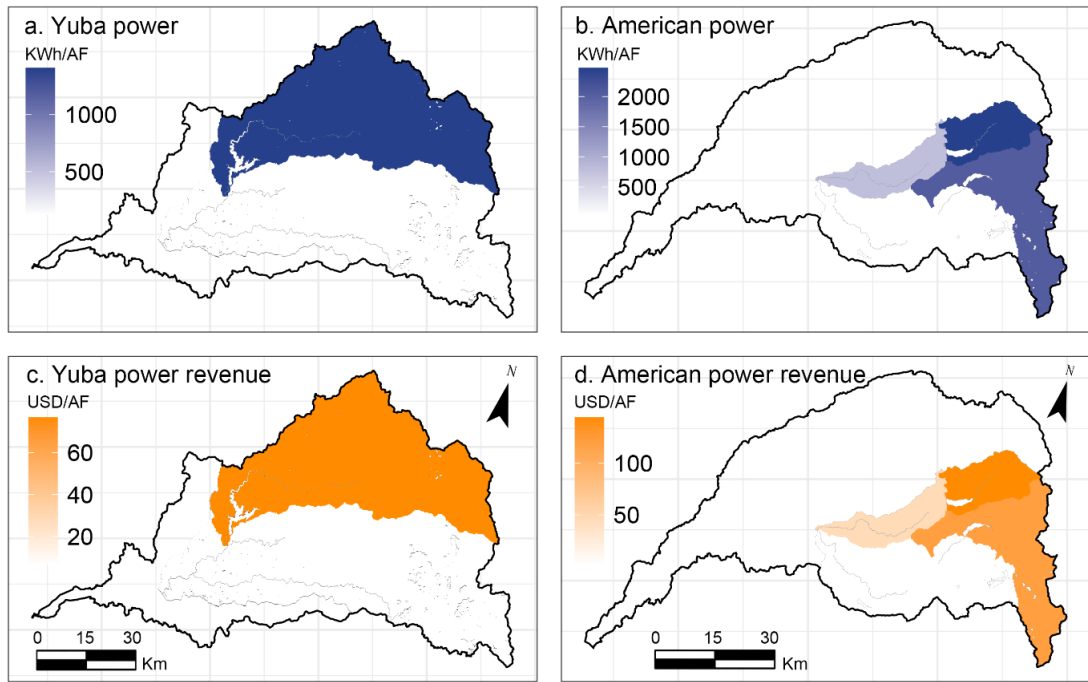 a. Yuba power
KWh/AF
1000
500
b. American power
KWh/AF
2000
1500
1000
500
c. Yuba power revenue
USD/AF
60
40
20
N
0 15 30
Km
d. American power revenue
USD/AF
100
50
N
0 15 30
Km